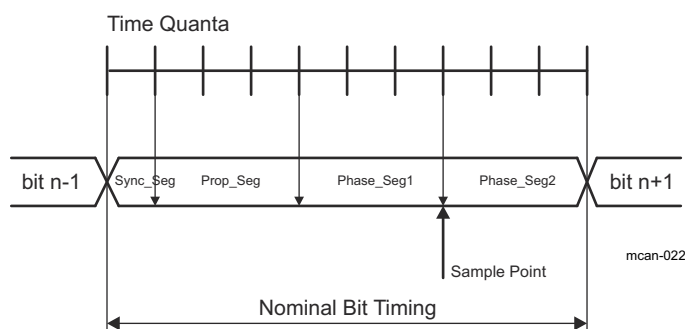 Time Quanta
bit n-1
Sync_Seg
Prop_Seg
Phase_Seg1
Phase_Seg2
bit n+1
mcan-022
Sample Point
Nominal Bit Timing